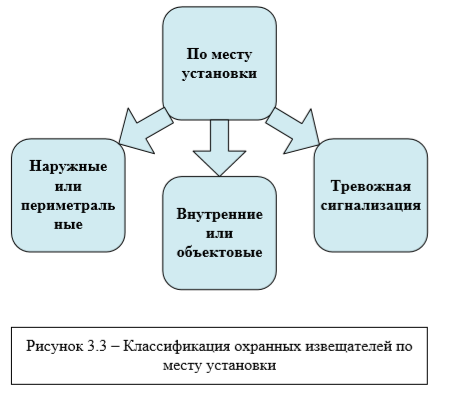 По месту
установки
Наружные
или
периметраль
ные
Внутренние
или
объектовые
Тревожная
сигнализация
Рисунок 3.3 – Классификация охранных извещателей по
месту установки